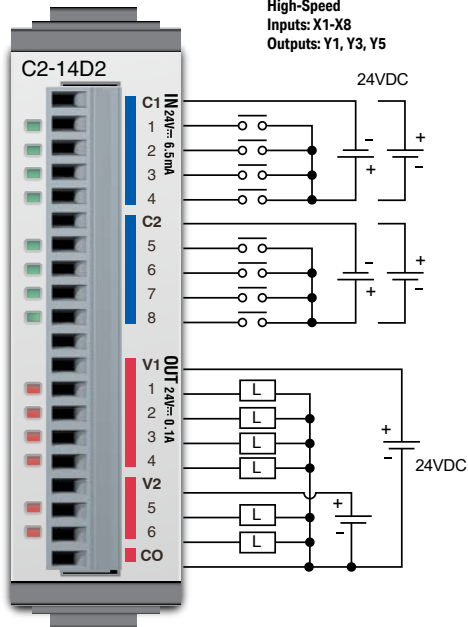 High-Speed
Inputs: X1-X8
Outputs: Y1, Y3, Y5
C2-14D2
24VDC
IN 24V⎓ 6.5mA
C1
1
2
3
4
C2
5
6
7
8
- +
+ -
- +
+ -
OUT 24V⎓ 0.1A
V1
1 L
2 L
3 L
4 L
+
-
24VDC
V2
5 L
6 L
+
-
CO